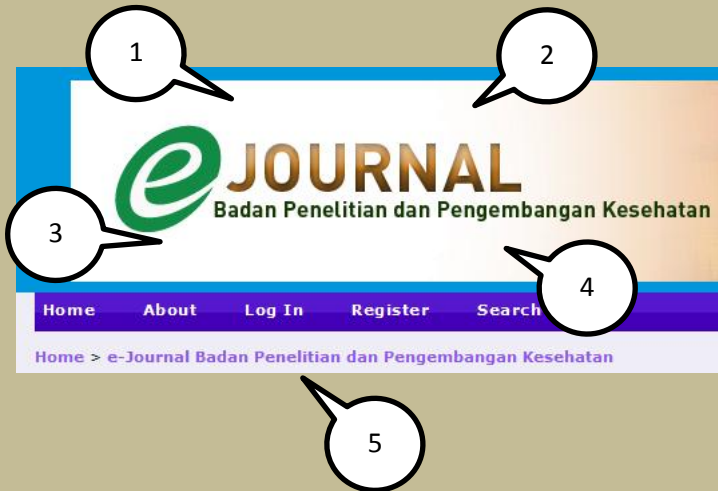 1
2
eJOURNAL
Badan Penelitian dan Pengembangan Kesehatan
3
4
Home About Log In Register Search
Home > e-Journal Badan Penelitian dan Pengembangan Kesehatan
5